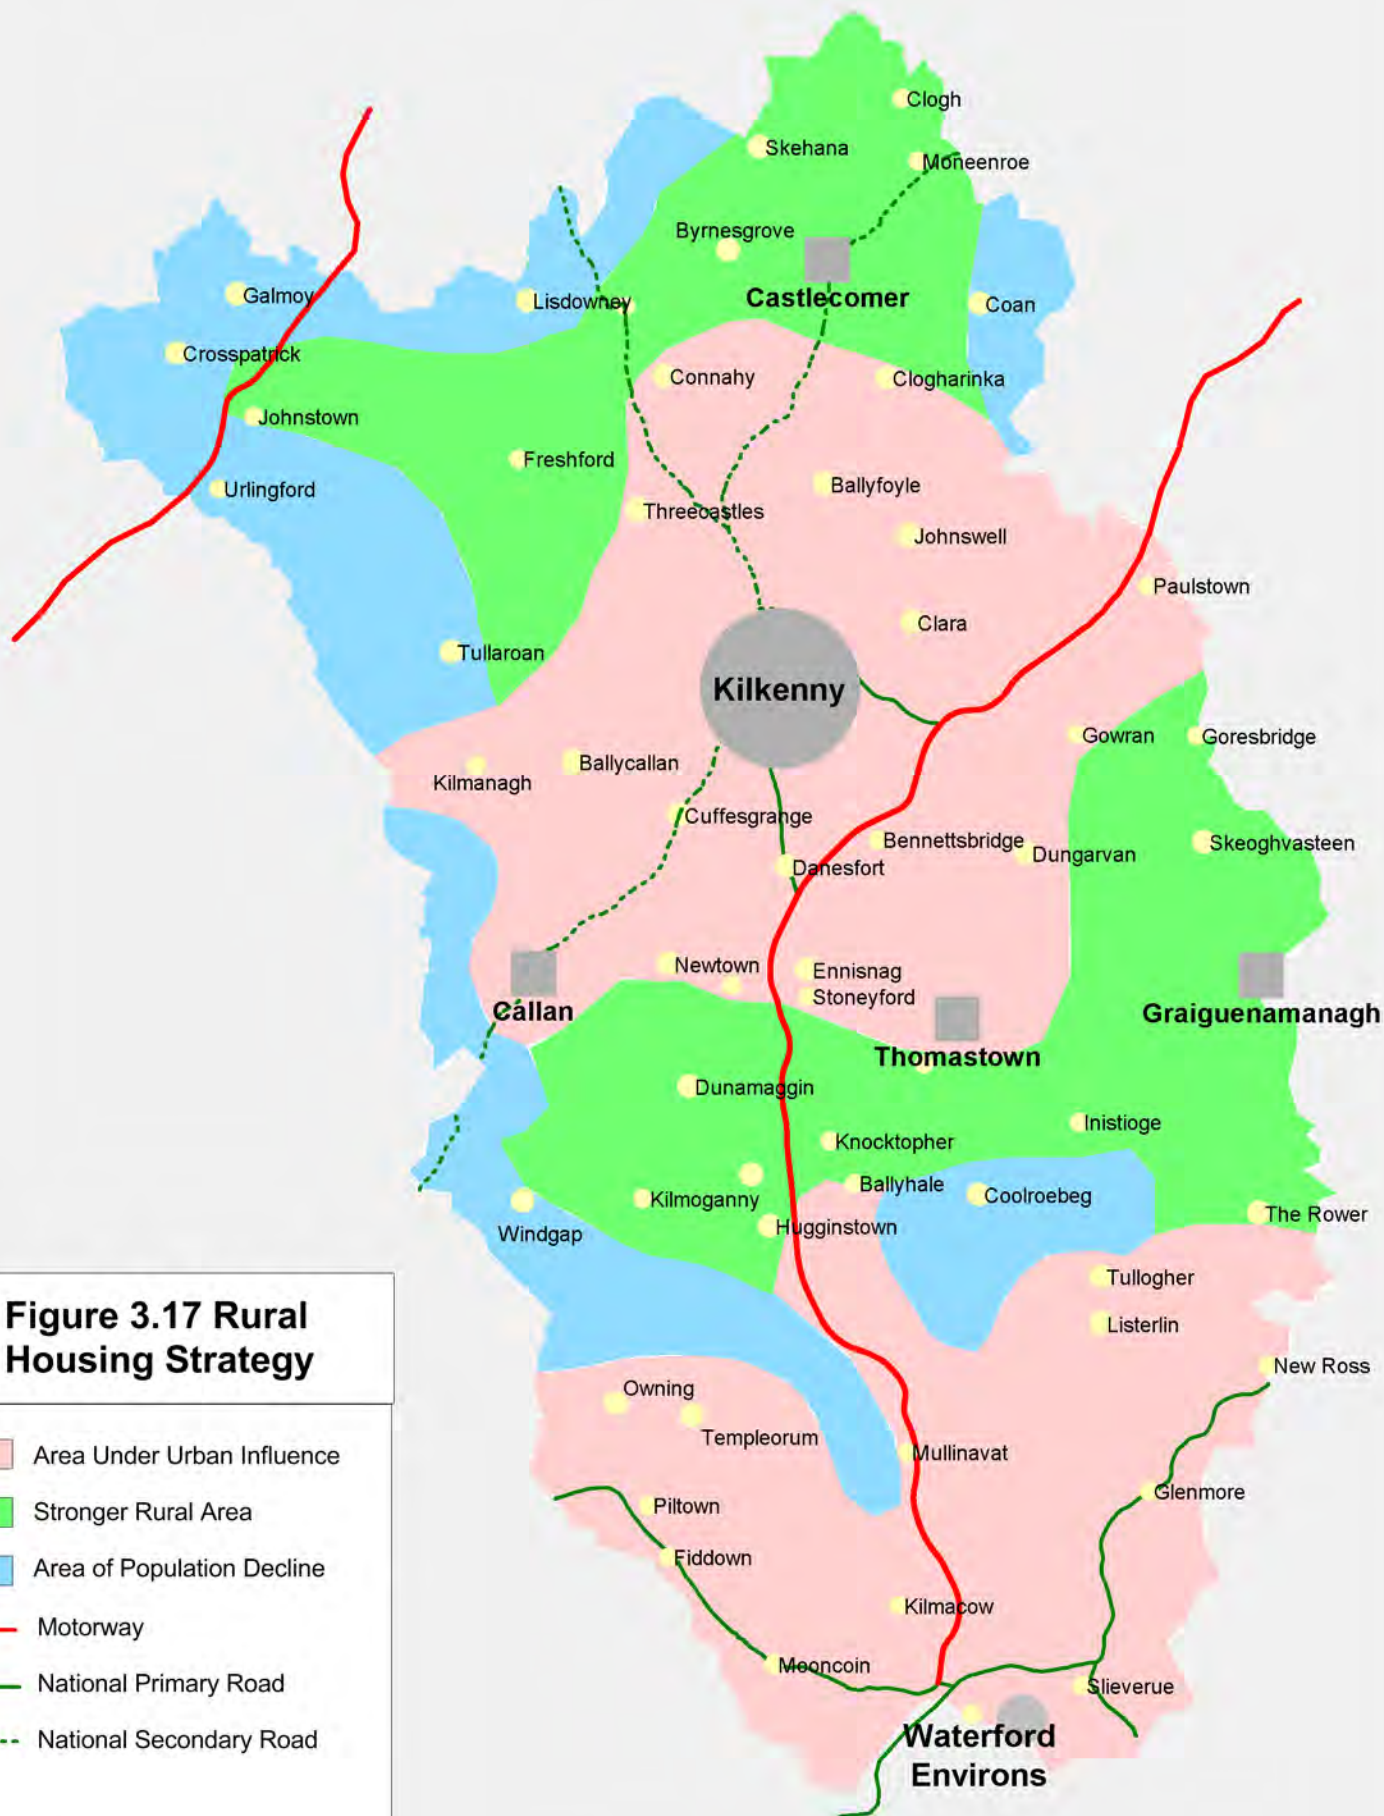 Clogh
Skehana
Moneenroe
Byrnesgrove
Castlecomer
Galmoy
Lisdowney
Coan
Crosspatrick
Connahy
Clogharinka
Johnstown
Freshford
Urlingford
Ballyfoyle
Threecastles
Johnswell
Paulstown
Clara
Tullaroan
Kilkenny
Gowran
Goresbridge
Ballycallan
Kilmanagh
Cuffesgrange
Bennettsbridge
Dungarvan
Skeoghvasteen
Danesfort
Newtown
Ennisnag
Stoneyford
Callan
Graiguenamanagh
Thomastown
Dunamaggin
Inistioge
Knocktopher
Ballyhale
Coolroebeg
Kilmoganny
The Rower
Hugginstown
Windgap
Tullogher
Listerlin
New Ross
Owning
Templeorum
Mullinavat
Glenmore
Piltown
Fiddown
Kilmacow
Mooncoin
Slieverue
Waterford
Environs
Figure 3.17 Rural
Housing Strategy
Area Under Urban Influence
Stronger Rural Area
Area of Population Decline
Motorway
National Primary Road
National Secondary Road